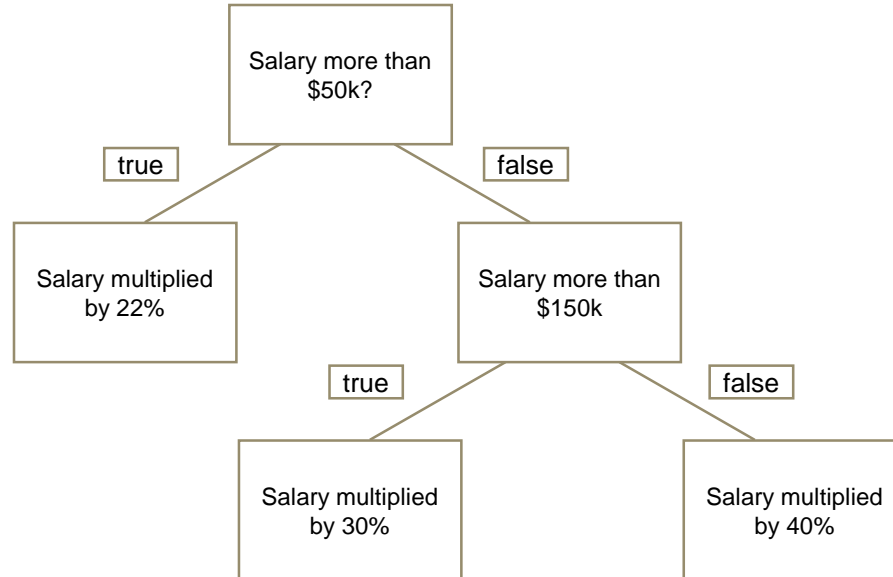 Salary more than
$50k?
true
false
Salary multiplied
by 22%
Salary more than
$150k
true
false
Salary multiplied
by 30%
Salary multiplied
by 40%